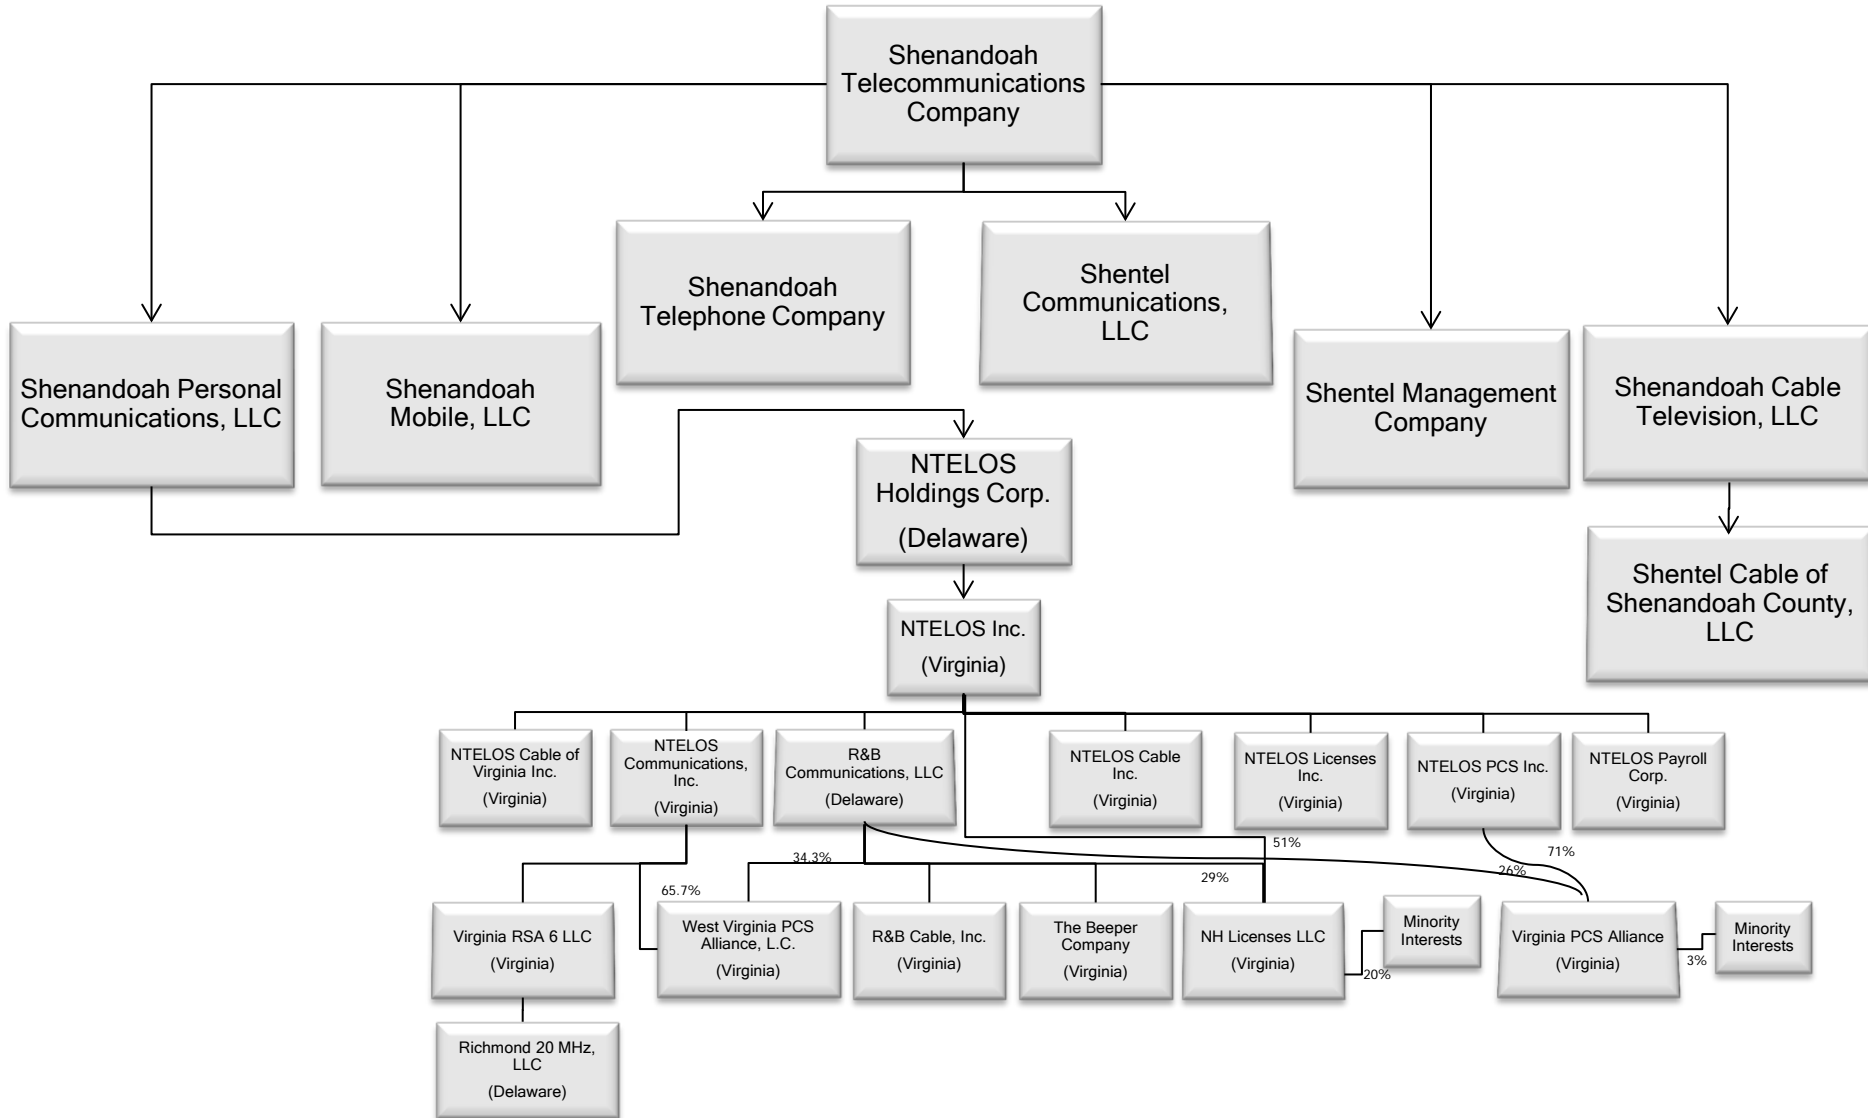 Shenandoah
Telecommunications
Company
Shenandoah
Telephone Company
Shentel
Communications,
LLC
Shenandoah Personal
Communications, LLC
Shenandoah
Mobile, LLC
Shentel Management
Company
Shenandoah Cable
Television, LLC
NTELOS
Holdings Corp.
(Delaware)
Shentel Cable of
Shenandoah County,
LLC
NTELOS Inc.
(Virginia)
NTELOS Cable of
Virginia Inc.
(Virginia)
NTELOS
Communications,
Inc.
(Virginia)
R&B
Communications, LLC
(Delaware)
NTELOS Cable
Inc.
(Virginia)
NTELOS Licenses
Inc.
(Virginia)
NTELOS PCS Inc.
(Virginia)
NTELOS Payroll
Corp.
(Virginia)
51%
71%
34.3%
26%
29%
65.7%
Virginia RSA 6 LLC
(Virginia)
West Virginia PCS
Alliance, L.C.
(Virginia)
R&B Cable, Inc.
(Virginia)
The Beeper
Company
(Virginia)
NH Licenses LLC
(Virginia)
Minority
Interests
20%
Virginia PCS Alliance
(Virginia)
Minority
Interests
3%
Richmond 20 MHz,
LLC
(Delaware)